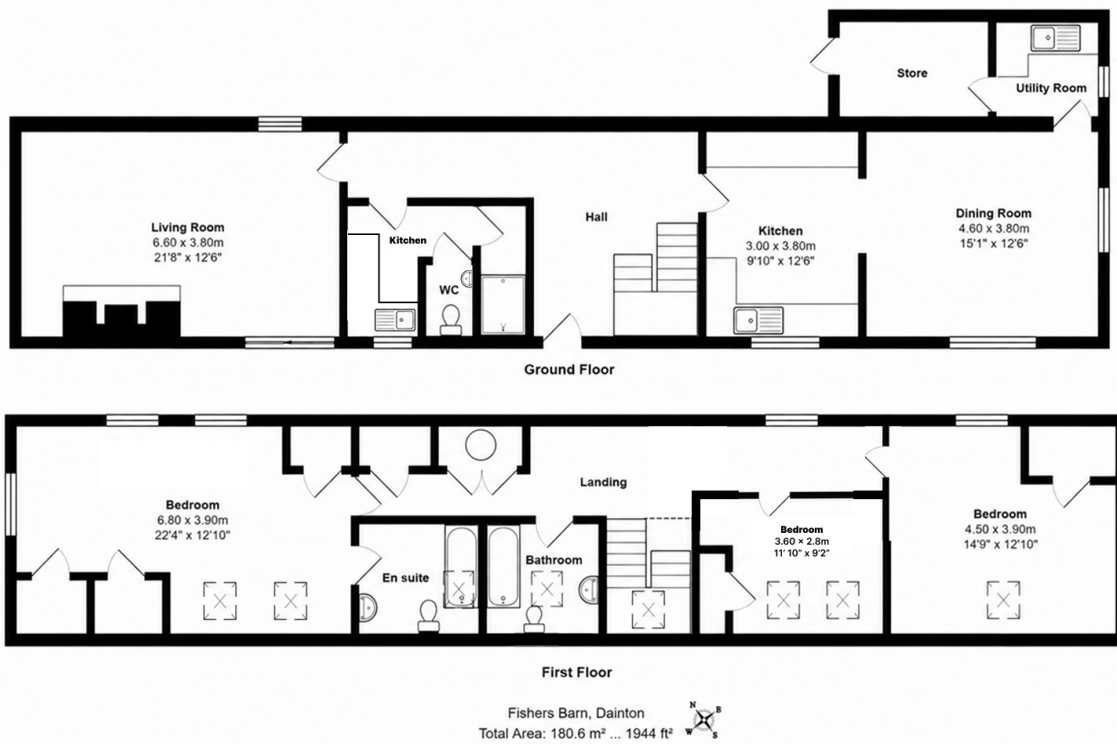 Store
Utility Room
Living Room
6.60 x 3.80m
21'8" x 12'6"
Kitchen
WC
Hall
Kitchen
3.00 x 3.80m
9'10" x 12'6"
Dining Room
4.60 x 3.80m
15'1" x 12'6"
Ground Floor
Bedroom
6.80 x 3.90m
22'4" x 12'10"
Landing
En suite
Bathroom
Bedroom
3.60 × 2.8m
11' 10" x 9'2"
Bedroom
4.50 x 3.90m
14'9" x 12'10"
First Floor
Fishers Barn, Dainton
Total Area: 180.6 m² ... 1944 ft²
N
W
S